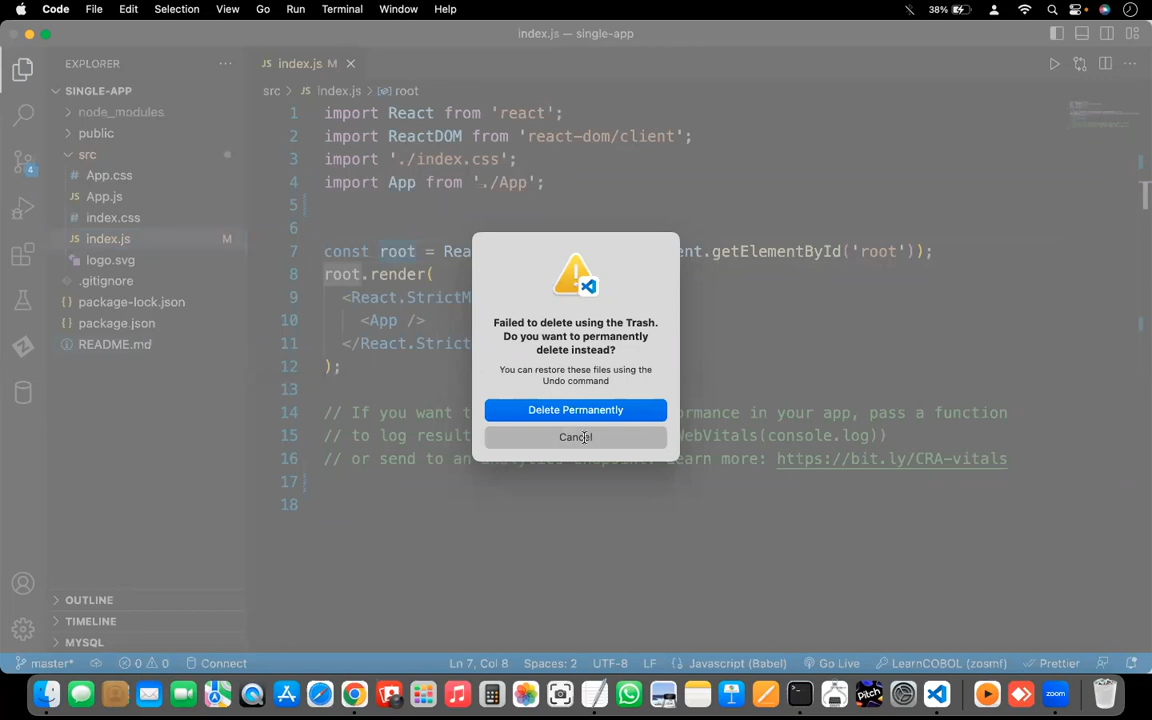 Code File Edit Selection View Go Run Terminal Window Help 38%
index.js — single-app
EXPLORER
index.js M
SINGLE-APP
src > JS index.js > root
node_modules
public
src
# App.css
JS App.js
# index.css
JS index.js M
logo.svg
.gitignore
{} package-lock.json
{} package.json
README.md
4
1 import React from 'react';
2 import ReactDOM from 'react-dom/client';
3 import './index.css';
4 import App from './App';
5
6
7 const root = Rea ent.getElementById('root'));
8 root.render(
9 <React.StrictM
10 <App />
11 </React.Strict
12 );
13
14 // If you want t ormance in your app, pass a function
15 // to log result WebVitals(console.log))
16 // or send to an analytics endpoint. Learn more: https://bit.ly/CRA-vitals
17
18
Failed to delete using the Trash.
Do you want to permanently
delete instead?
You can restore these files using the
Undo command
Delete Permanently
Cancel
OUTLINE
TIMELINE
MYSQL
master* 0 0 Connect Ln 7, Col 8 Spaces: 2 UTF-8 LF {} Javascript (Babel) Go Live LearnCOBOL (zosmf) Prettier
Pitch
zoom